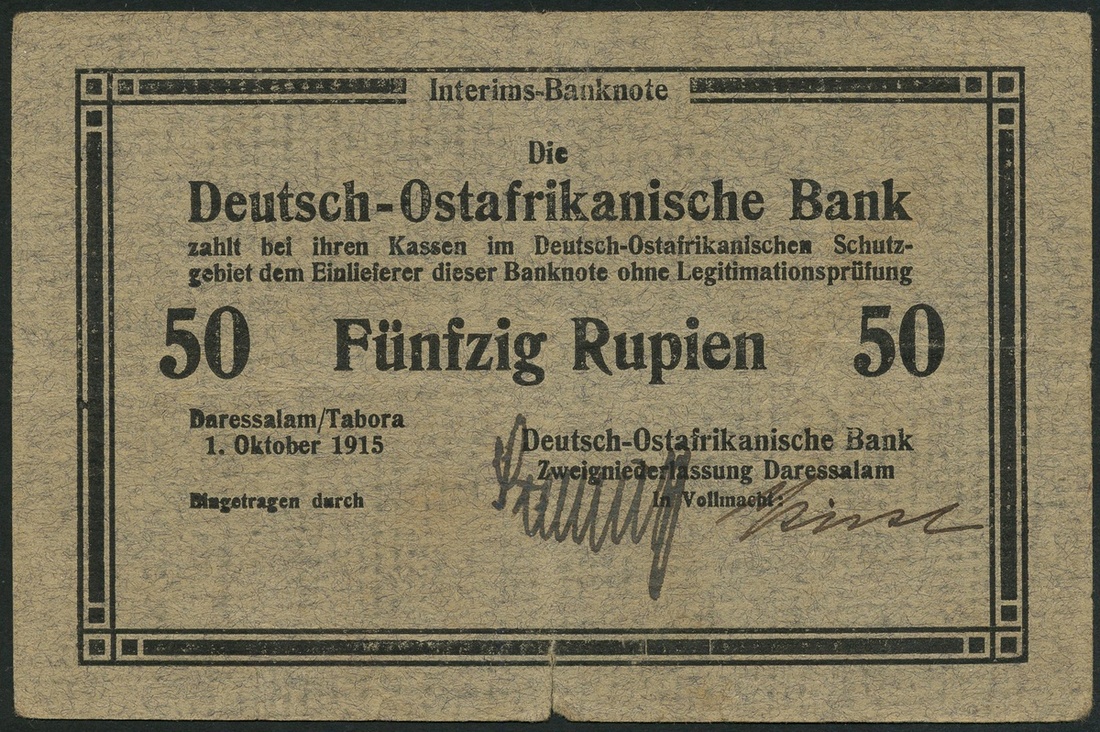 Interims-Banknote
Die
Deutsch-Ostafrikanische Bank
zahlt bei ihren Kassen im Deutsch-Ostafrikanischen Schutz-
gebiet dem Einlieferer dieser Banknote ohne Legitimationsprüfung
50 Fünfzig Rupien 50
Daressalam/Tabora
1. Oktober 1915
Deutsch-Ostafrikanische Bank
Zweigniederlassung Daressalam
Eingetragen durch
In Vollmacht: